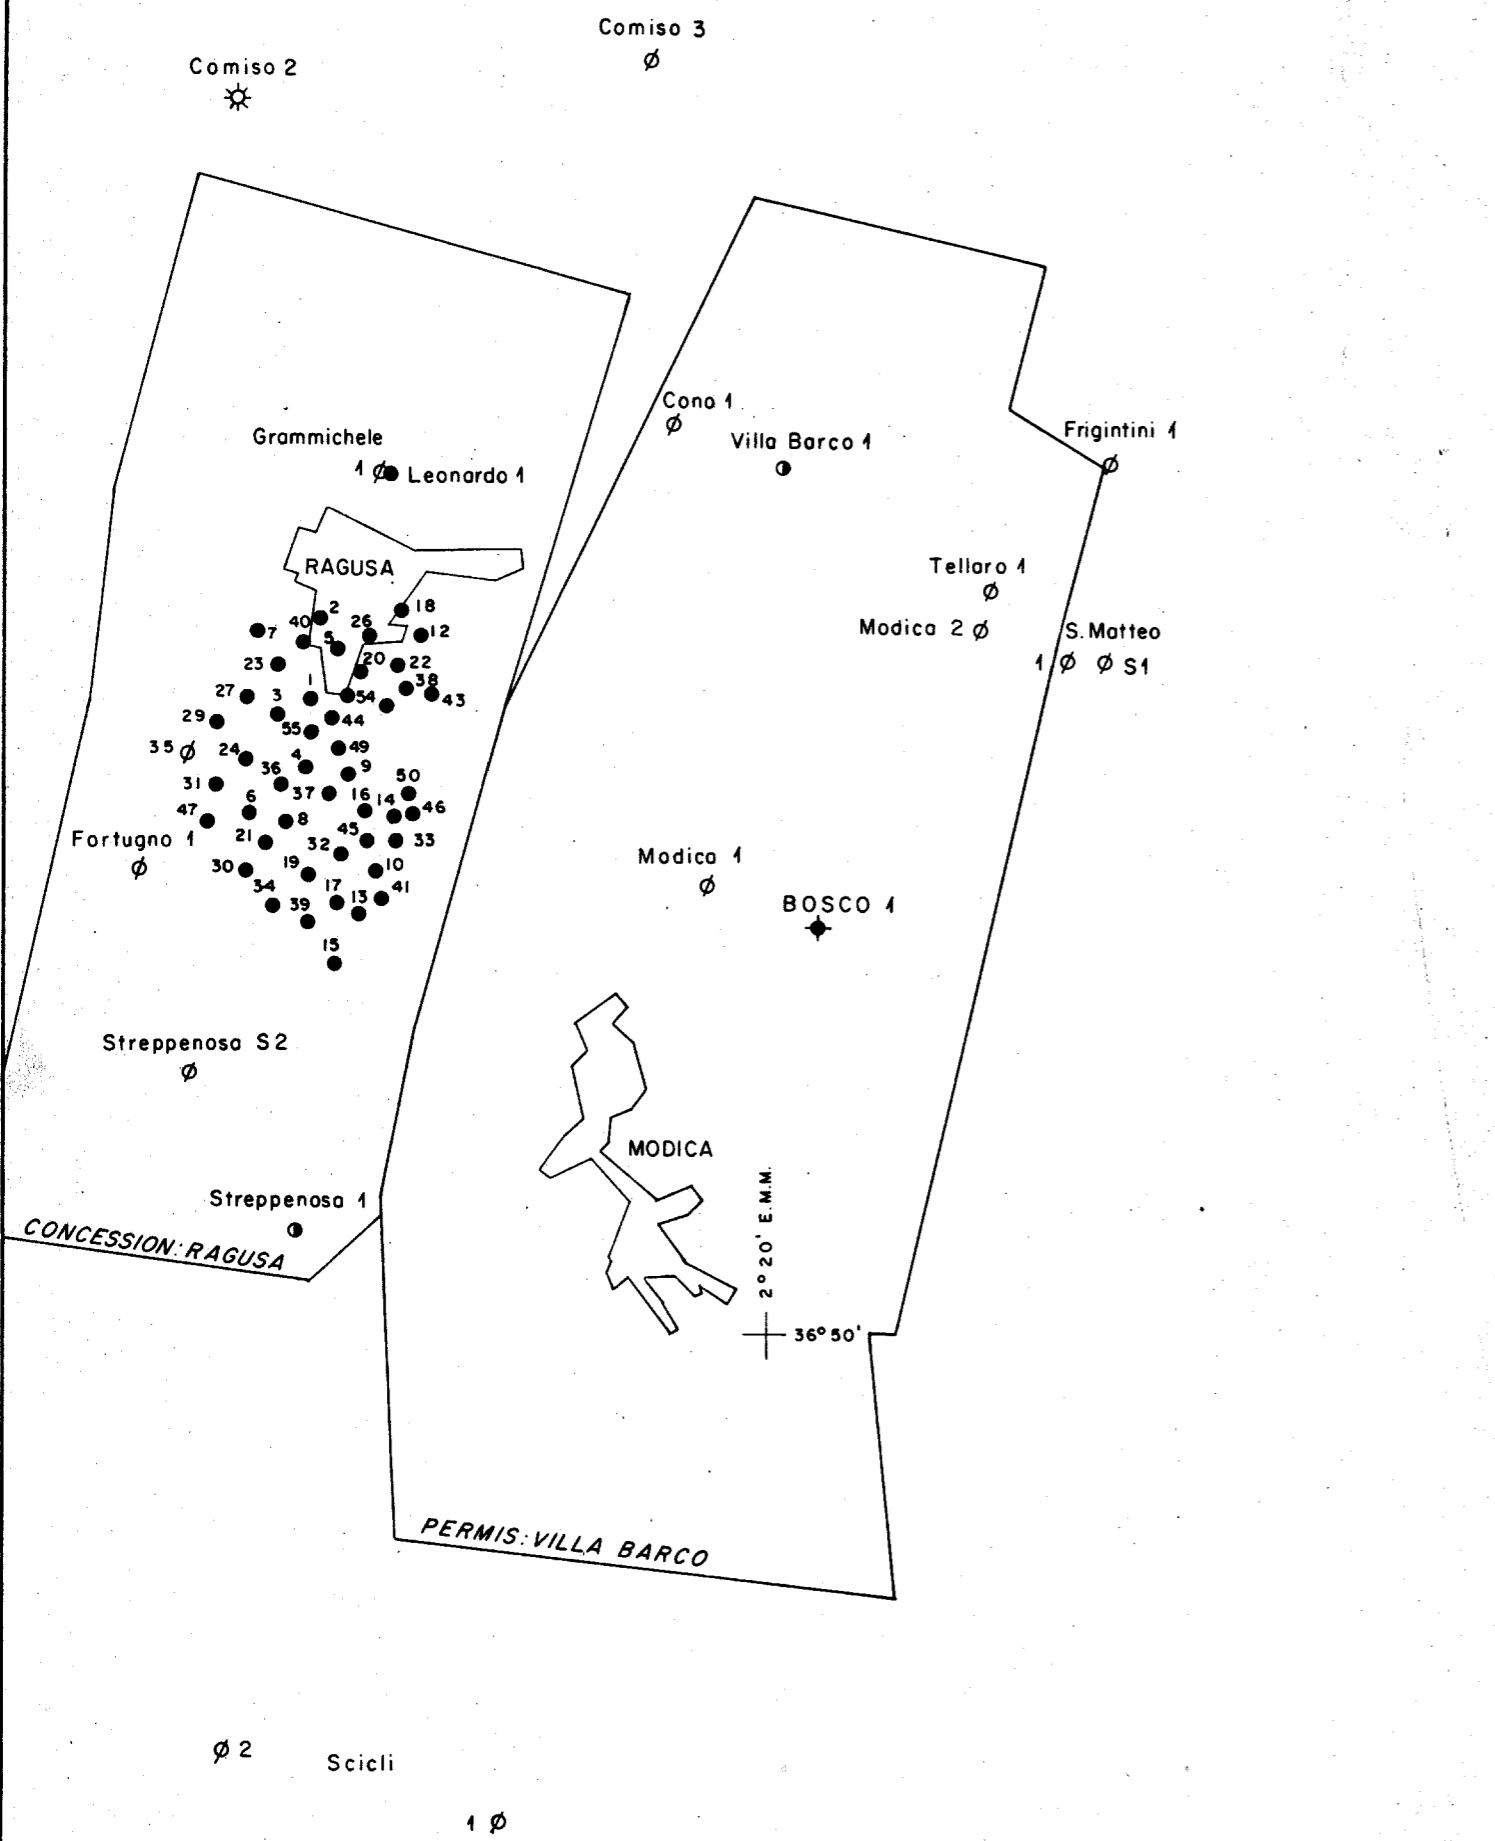 Comiso 3
Comiso 2
Cona 1
Grammichele
Villa Barco 1
Frigintini 1
1
Leonardo 1
RAGUSA
Tellaro 1
2
18
40
26
7
5
12
Modica 2
S. Matteo
23
20
22
1
S1
27
3
1
54
38
43
29
55
44
35
24
4
49
36
9
31
37
50
47
6
8
16
14
46
Fortugno 1
21
45
33
32
30
19
10
Modica 1
34
17
41
39
13
BOSCO 1
15
Streppenosa S2
MODICA
Streppenosa 1
2° 20' E.M.M.
CONCESSION: RAGUSA
36° 50'
PERMIS: VILLA BARCO
2
Scicli
1